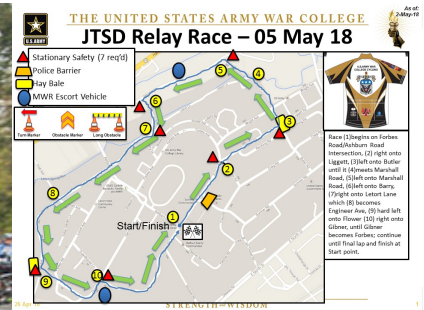 THE UNITED STATES ARMY WAR COLLEGE
As of:
2-May-18
U.S. ARMY
JTSD Relay Race – 05 May 18
Stationary Safety (7 req'd)
Police Barrier
Hay Bale
MWR Escort Vehicle
Turn Marker
Obstacle Marker
Long Obstacle
5
4
6
3
7
2
8
1
Start/Finish
9
10
Race (1)begins on Forbes
Road/Ashburn Road
Intersection, (2) right onto
Liggett, (3)left onto Butler
until it (4)meets Marshall
Road, (5)left onto Marshall
Road, (6)left onto Barry,
(7)right onto Letort Lane
which (8) becomes
Engineer Ave, (9) hard left
onto Flower (10) right onto
Gibner, until Gibner
becomes Forbes; continue
until final lap and finish at
Start point.
26 Apr
STRENGTH and WISDOM
1